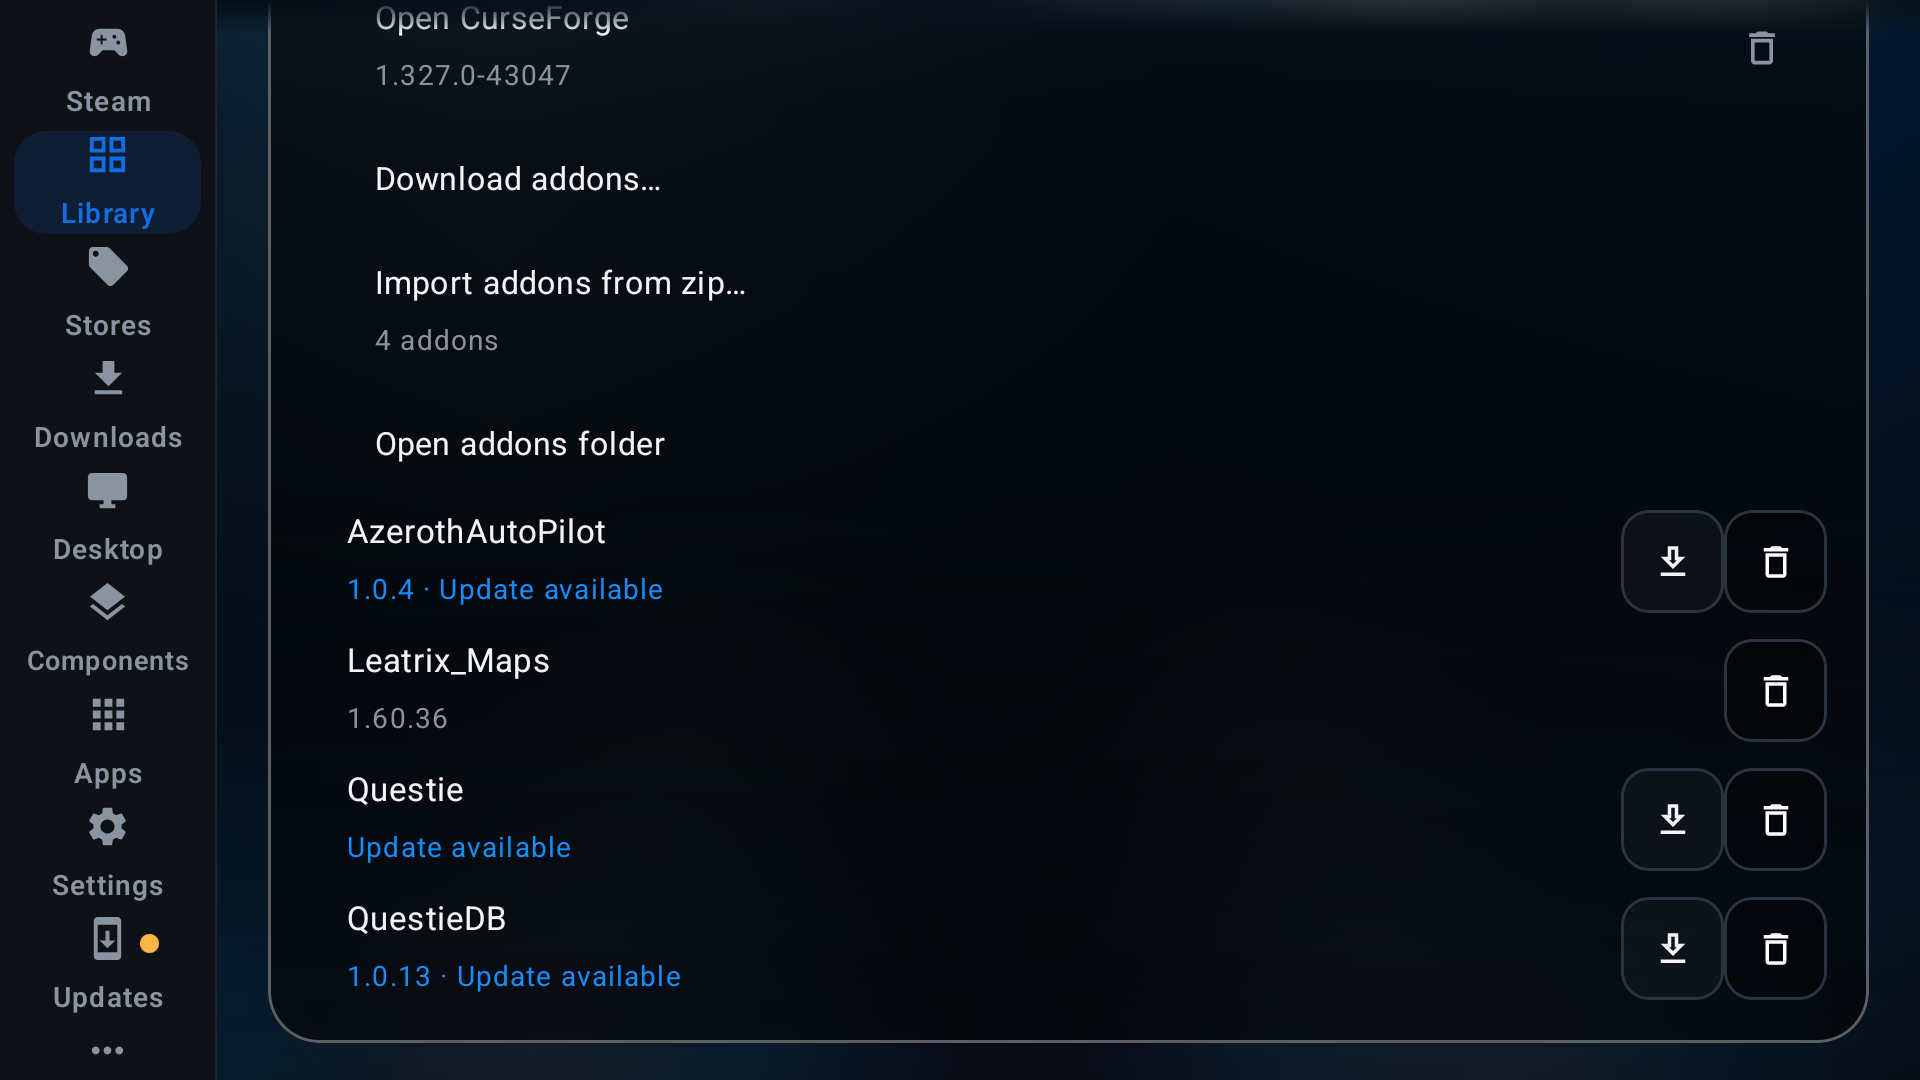 Steam
Library
Stores
Downloads
Desktop
Components
Apps
Settings
Updates
Open CurseForge
1.327.0-43047
Download addons...
Import addons from zip...
4 addons
Open addons folder
AzerothAutoPilot
1.0.4 · Update available
Leatrix_Maps
1.60.36
Questie
Update available
QuestieDB
1.0.13 · Update available